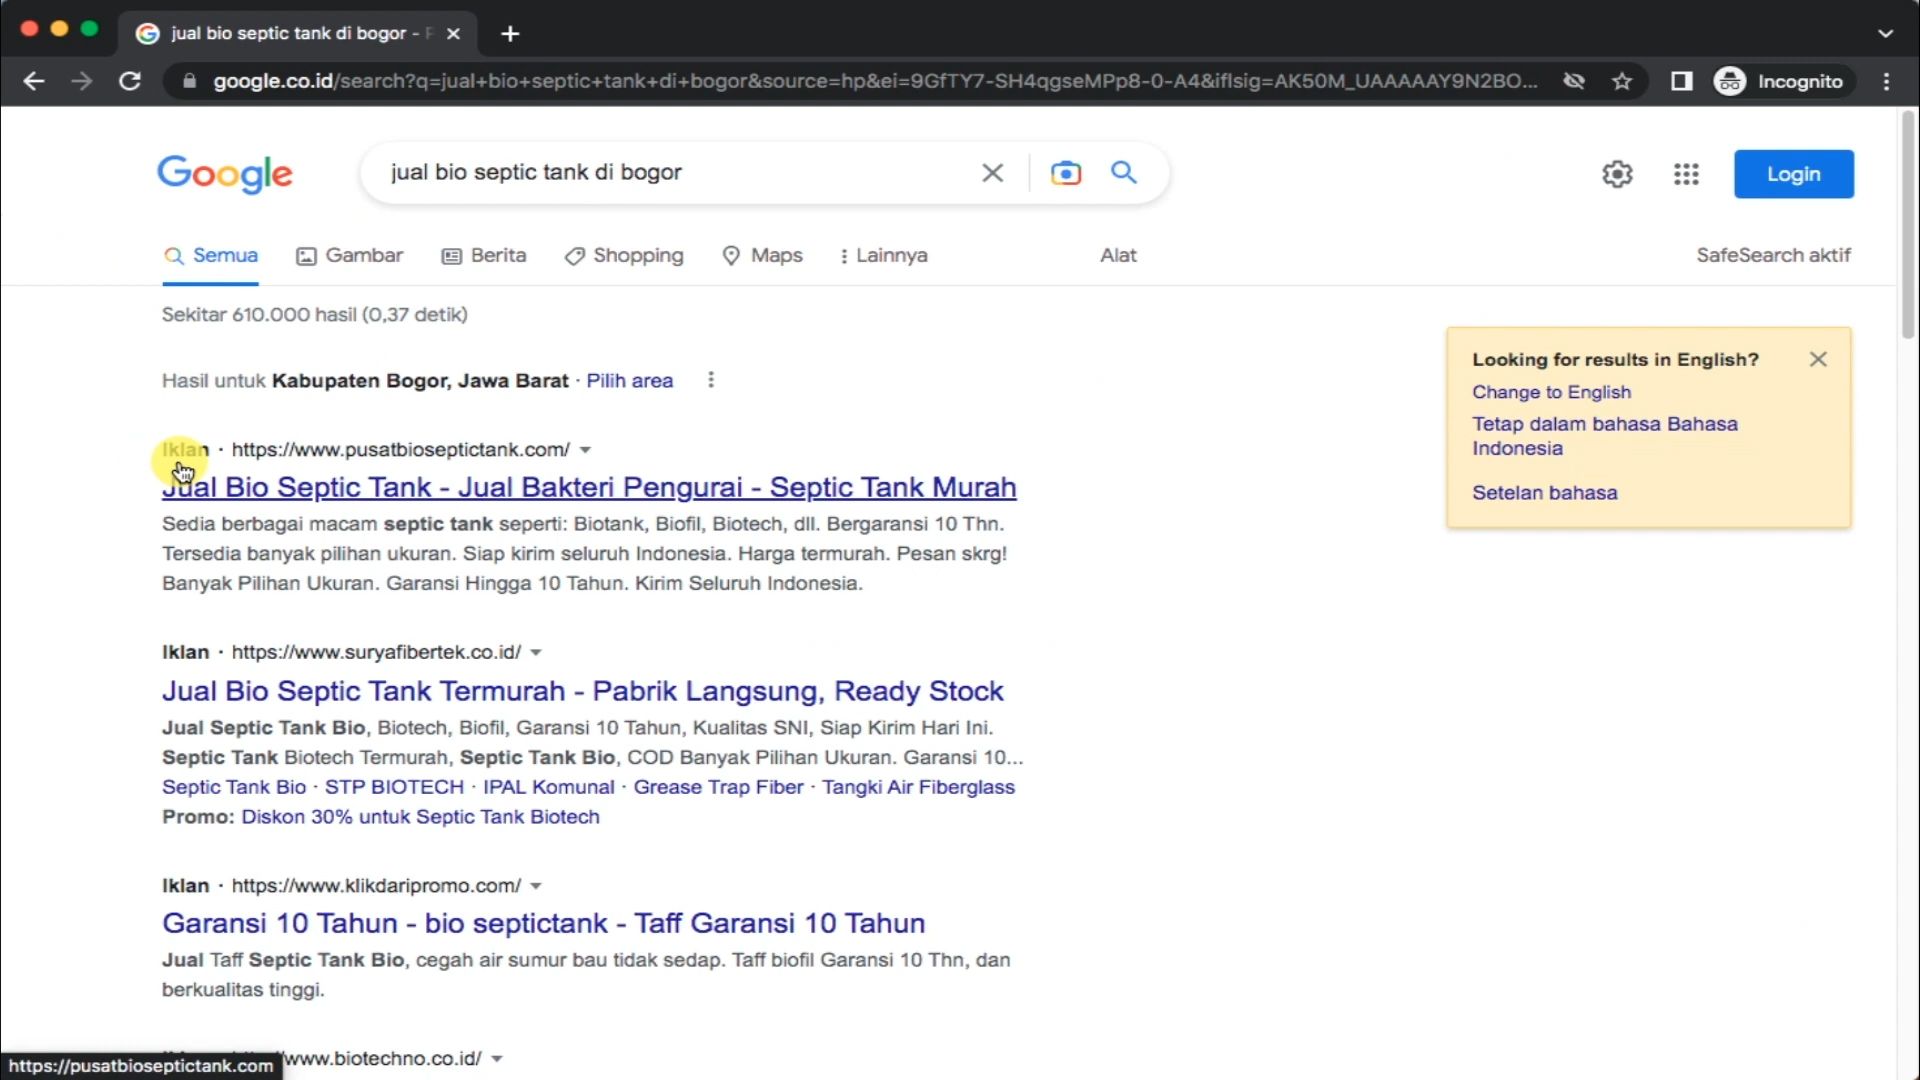 jual bio septic tank di bogor -
google.co.id/search?q=jual+bio+septic+tank+di+bogor&source=hp&ei=9GfTY7-SH4qgseMPp8-0-A4&iflsig=AK50M_UAAAAAY9N2BO...
Incognito
Google
jual bio septic tank di bogor
Login
Semua
Gambar
Berita
Shopping
Maps
Lainnya
Alat
SafeSearch aktif
Sekitar 610.000 hasil (0,37 detik)
Hasil untuk Kabupaten Bogor, Jawa Barat · Pilih area
Looking for results in English?
Change to English
Tetap dalam bahasa Bahasa
Indonesia
Setelan bahasa
Iklan · https://www.pusatbioseptictank.com/
Jual Bio Septic Tank - Jual Bakteri Pengurai - Septic Tank Murah
Sedia berbagai macam septic tank seperti: Biotank, Biofil, Biotech, dll. Bergaransi 10 Thn.
Tersedia banyak pilihan ukuran. Siap kirim seluruh Indonesia. Harga termurah. Pesan skrg!
Banyak Pilihan Ukuran. Garansi Hingga 10 Tahun. Kirim Seluruh Indonesia.
Iklan · https://www.suryafibertek.co.id/
Jual Bio Septic Tank Termurah - Pabrik Langsung, Ready Stock
Jual Septic Tank Bio, Biotech, Biofil, Garansi 10 Tahun, Kualitas SNI, Siap Kirim Hari Ini.
Septic Tank Biotech Termurah, Septic Tank Bio, COD Banyak Pilihan Ukuran. Garansi 10...
Septic Tank Bio · STP BIOTECH · IPAL Komunal · Grease Trap Fiber · Tangki Air Fiberglass
Promo: Diskon 30% untuk Septic Tank Biotech
Iklan · https://www.klikdaripromo.com/
Garansi 10 Tahun - bio septictank - Taff Garansi 10 Tahun
Jual Taff Septic Tank Bio, cegah air sumur bau tidak sedap. Taff biofil Garansi 10 Thn, dan
berkualitas tinggi.
www.biotechno.co.id/
https://pusatbioseptictank.com